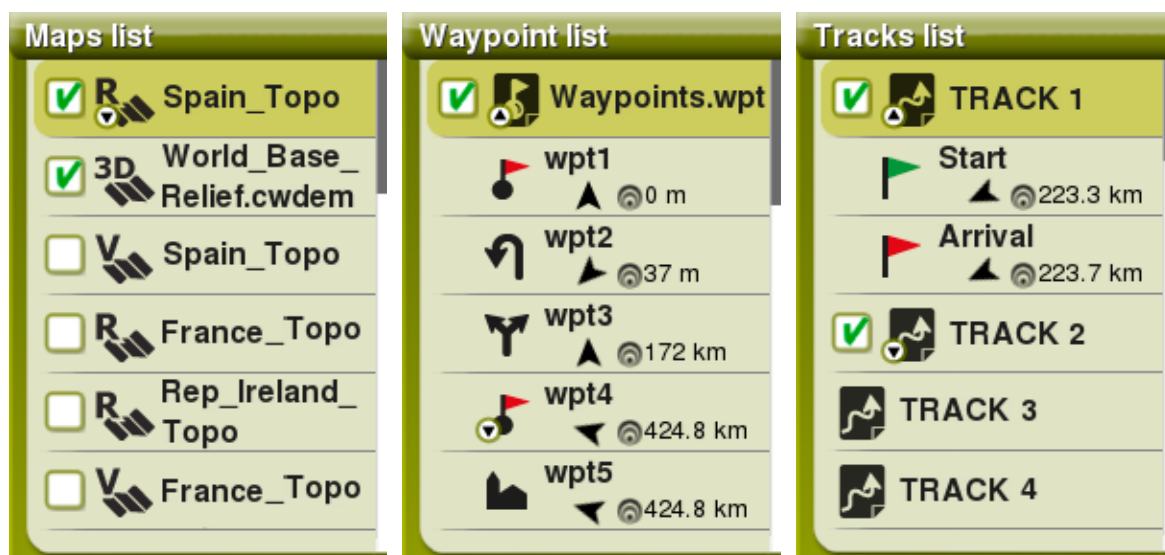 Maps list
R Spain_Topo
3D World_Base_
Relief.cwdem
V Spain_Topo
R France_Topo
R Rep_Ireland_
Topo
V France_Topo
Waypoint list
Waypoints.wpt
wpt1
0 m
wpt2
37 m
wpt3
172 km
wpt4
424.8 km
wpt5
424.8 km
Tracks list
TRACK 1
Start
223.3 km
Arrival
223.7 km
TRACK 2
TRACK 3
TRACK 4